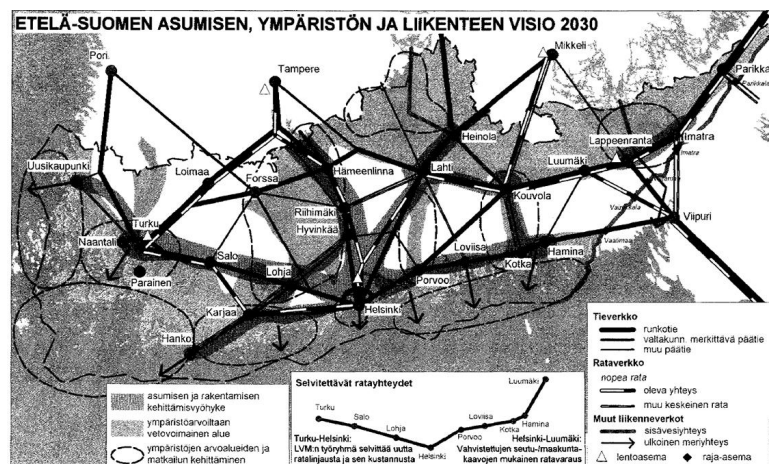 ETELÄ-SUOMEN ASUMISEN, YMPÄRISTÖN JA LIIKENTEEN VISIO 2030
Pori
Tampere
Mikkeli
Parikkala
Parikkala
Heinola
Lappeenranta
Imatra
Imatra
Uusikaupunki
Loimaa
Forssa
Hämeenlinna
Lahti
Luumäki
Kouvola
Riihimäki
Hyvinkää
Viipuri
Vaalimaa
Turku
Naantali
Parainen
Salo
Lohja
Loviisa
Hamina
Kotka
Porvoo
Karjaa
Helsinki
Hanko
asumisen ja rakentamisen
kehittämisvyöhyke
ympäristöarvoiltaan
vetovoimainen alue
ympäristöjen arvoalueiden ja
matkailun kehittäminen
Selvitettävät ratayhteydet
Turku
Salo
Lohja
Helsinki
Porvoo
Loviisa
Kotka
Hamina
Luumäki
Turku-Helsinki:
LVM:n työryhmä selvittää uutta
ratalinjausta ja sen kustannusta
Helsinki-Luumäki:
Vahvistettujen seutu-/maakunta-
kaavojen mukainen ratavaraus
Tieverkko
runkotie
valtakunn. merkittävä päätie
muu päätie
Rataverkko
nopea rata
oleva yhteys
muu keskeinen rata
Muut liikenneverkot
sisävesiyhteys
ulkoinen meriyhteys
lentoasema
raja-asema